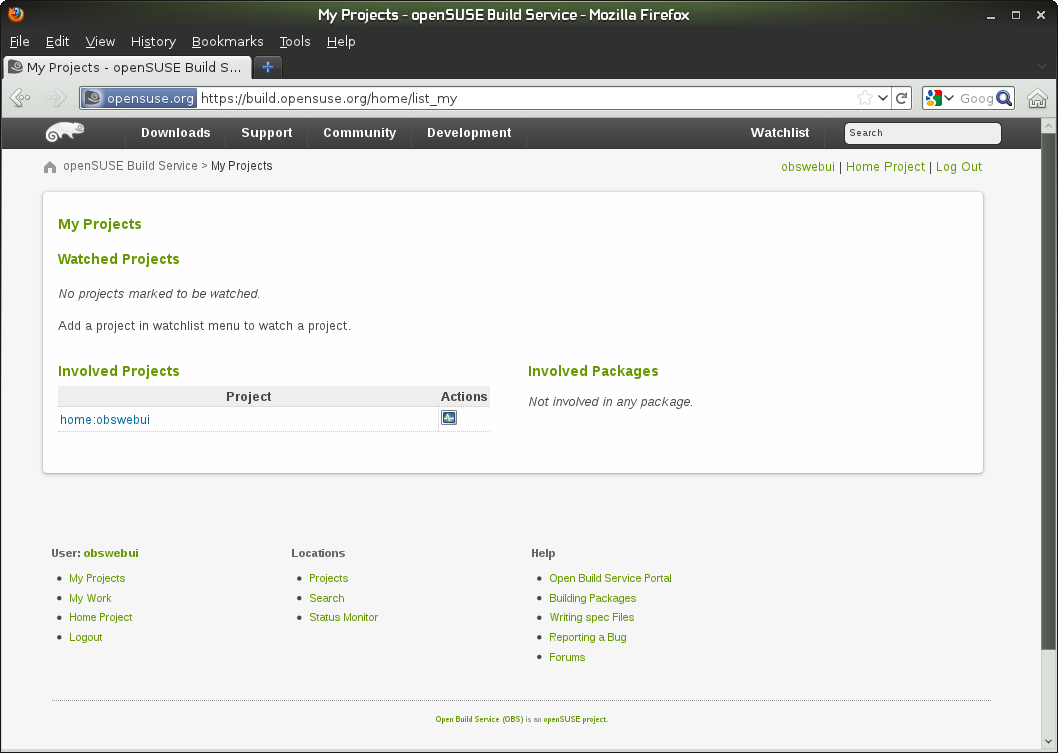 My Projects - openSUSE Build Service - Mozilla Firefox
File Edit View History Bookmarks Tools Help
My Projects - openSUSE Build S...
opensuse.org https://build.opensuse.org/home/list_my Goog
Downloads Support Community Development Watchlist Search
openSUSE Build Service > My Projects obswebui | Home Project | Log Out
My Projects
Watched Projects
No projects marked to be watched.
Add a project in watchlist menu to watch a project.
Involved Projects
Project Actions
home:obswebui
Involved Packages
Not involved in any package.
User: obswebui
My Projects
My Work
Home Project
Logout
Locations
Projects
Search
Status Monitor
Help
Open Build Service Portal
Building Packages
Writing spec Files
Reporting a Bug
Forums
Open Build Service (OBS) is an openSUSE project.